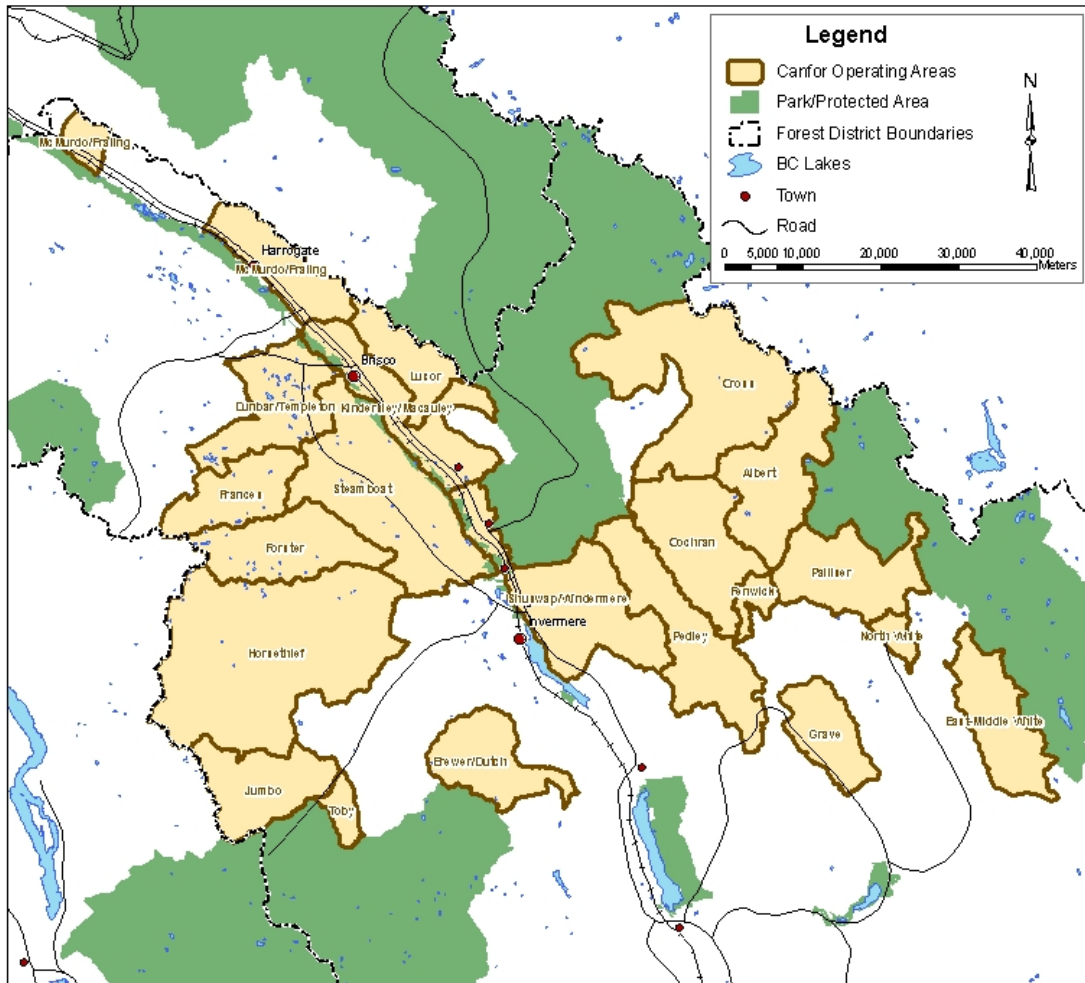 Legend
Canfor Operating Areas
Park/Protected Area
Forest District Boundaries
BC Lakes
Town
Road
N
0 5,000 10,000 20,000 30,000 40,000
Meters
Mc Murdo/Fraling
Harrogate
Mc Murdo/Fraling
Brisco
Luxor
Dunbar/Templeton
Kindersley/Macauley
Cross
Albert
Frances
Steamboat
Forster
Cochran
Palliser
Fenwick
Shuswap/Windermere
Invermere
North White
Pedley
Horsethief
Grave
East-Middle White
Brewer/Dutch
Jumbo
Toby